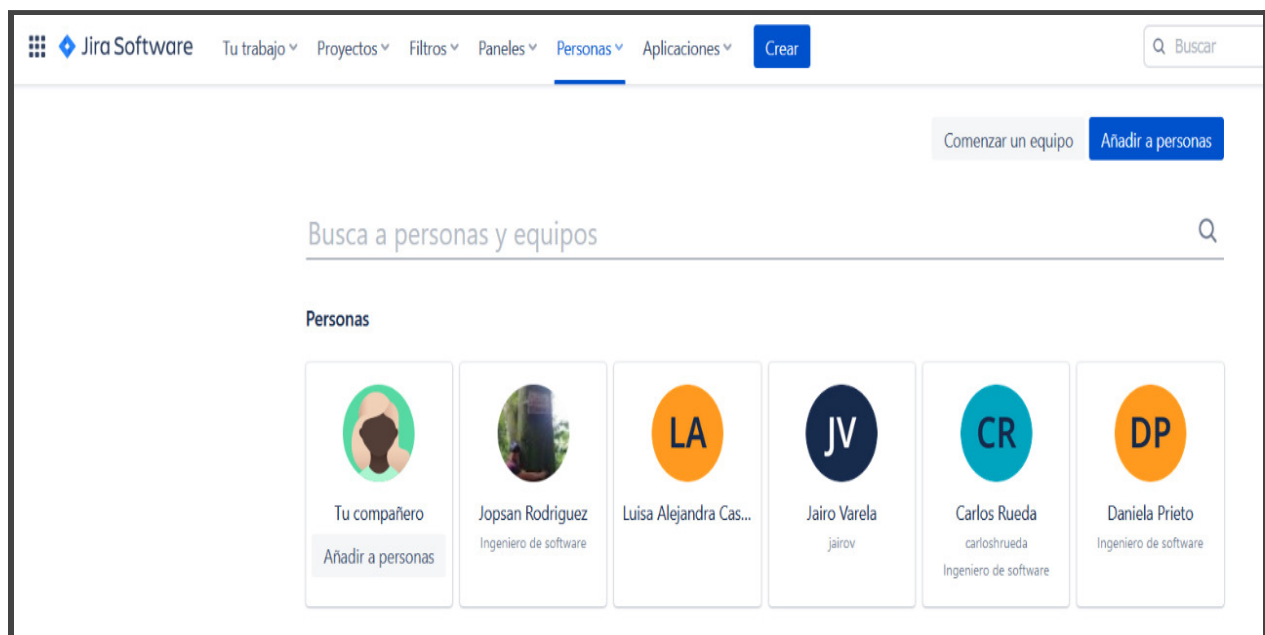 Jira Software Tu trabajo Proyectos Filtros Paneles Personas Aplicaciones Crear Buscar
Comenzar un equipo Añadir a personas
Busca a personas y equipos
Personas
LA JV CR DP
Tu compañero Jopsan Rodriguez Luisa Alejandra Cas... Jairo Varela Carlos Rueda Daniela Prieto
Añadir a personas Ingeniero de software jairov carloshrueda Ingeniero de software
Ingeniero de software